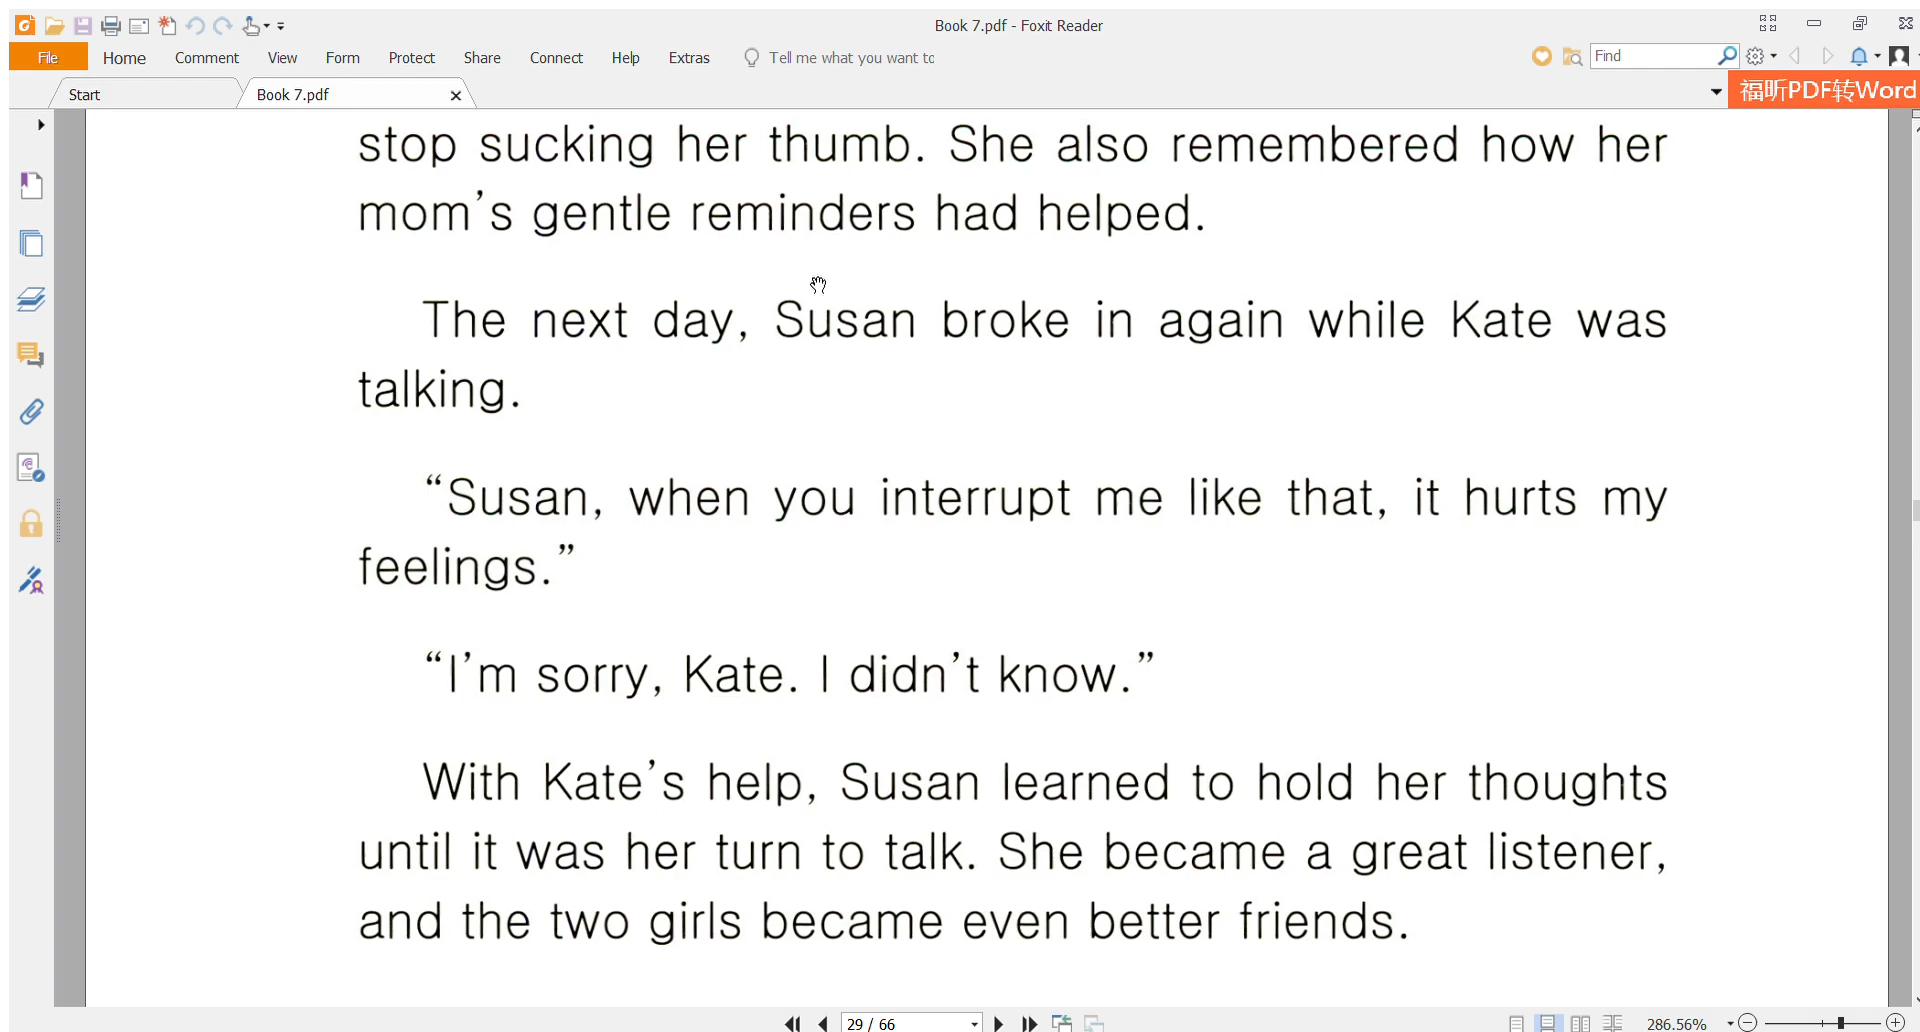 Book 7.pdf - Foxit Reader
File Home Comment View Form Protect Share Connect Help Extras Tell me what you want to Find
Start Book 7.pdf 福昕PDF转Word
stop sucking her thumb. She also remembered how her
mom’s gentle reminders had helped.
The next day, Susan broke in again while Kate was
talking.
“Susan, when you interrupt me like that, it hurts my
feelings.”
“I’m sorry, Kate. I didn’t know.”
With Kate’s help, Susan learned to hold her thoughts
until it was her turn to talk. She became a great listener,
and the two girls became even better friends.
29 / 66 286.56%